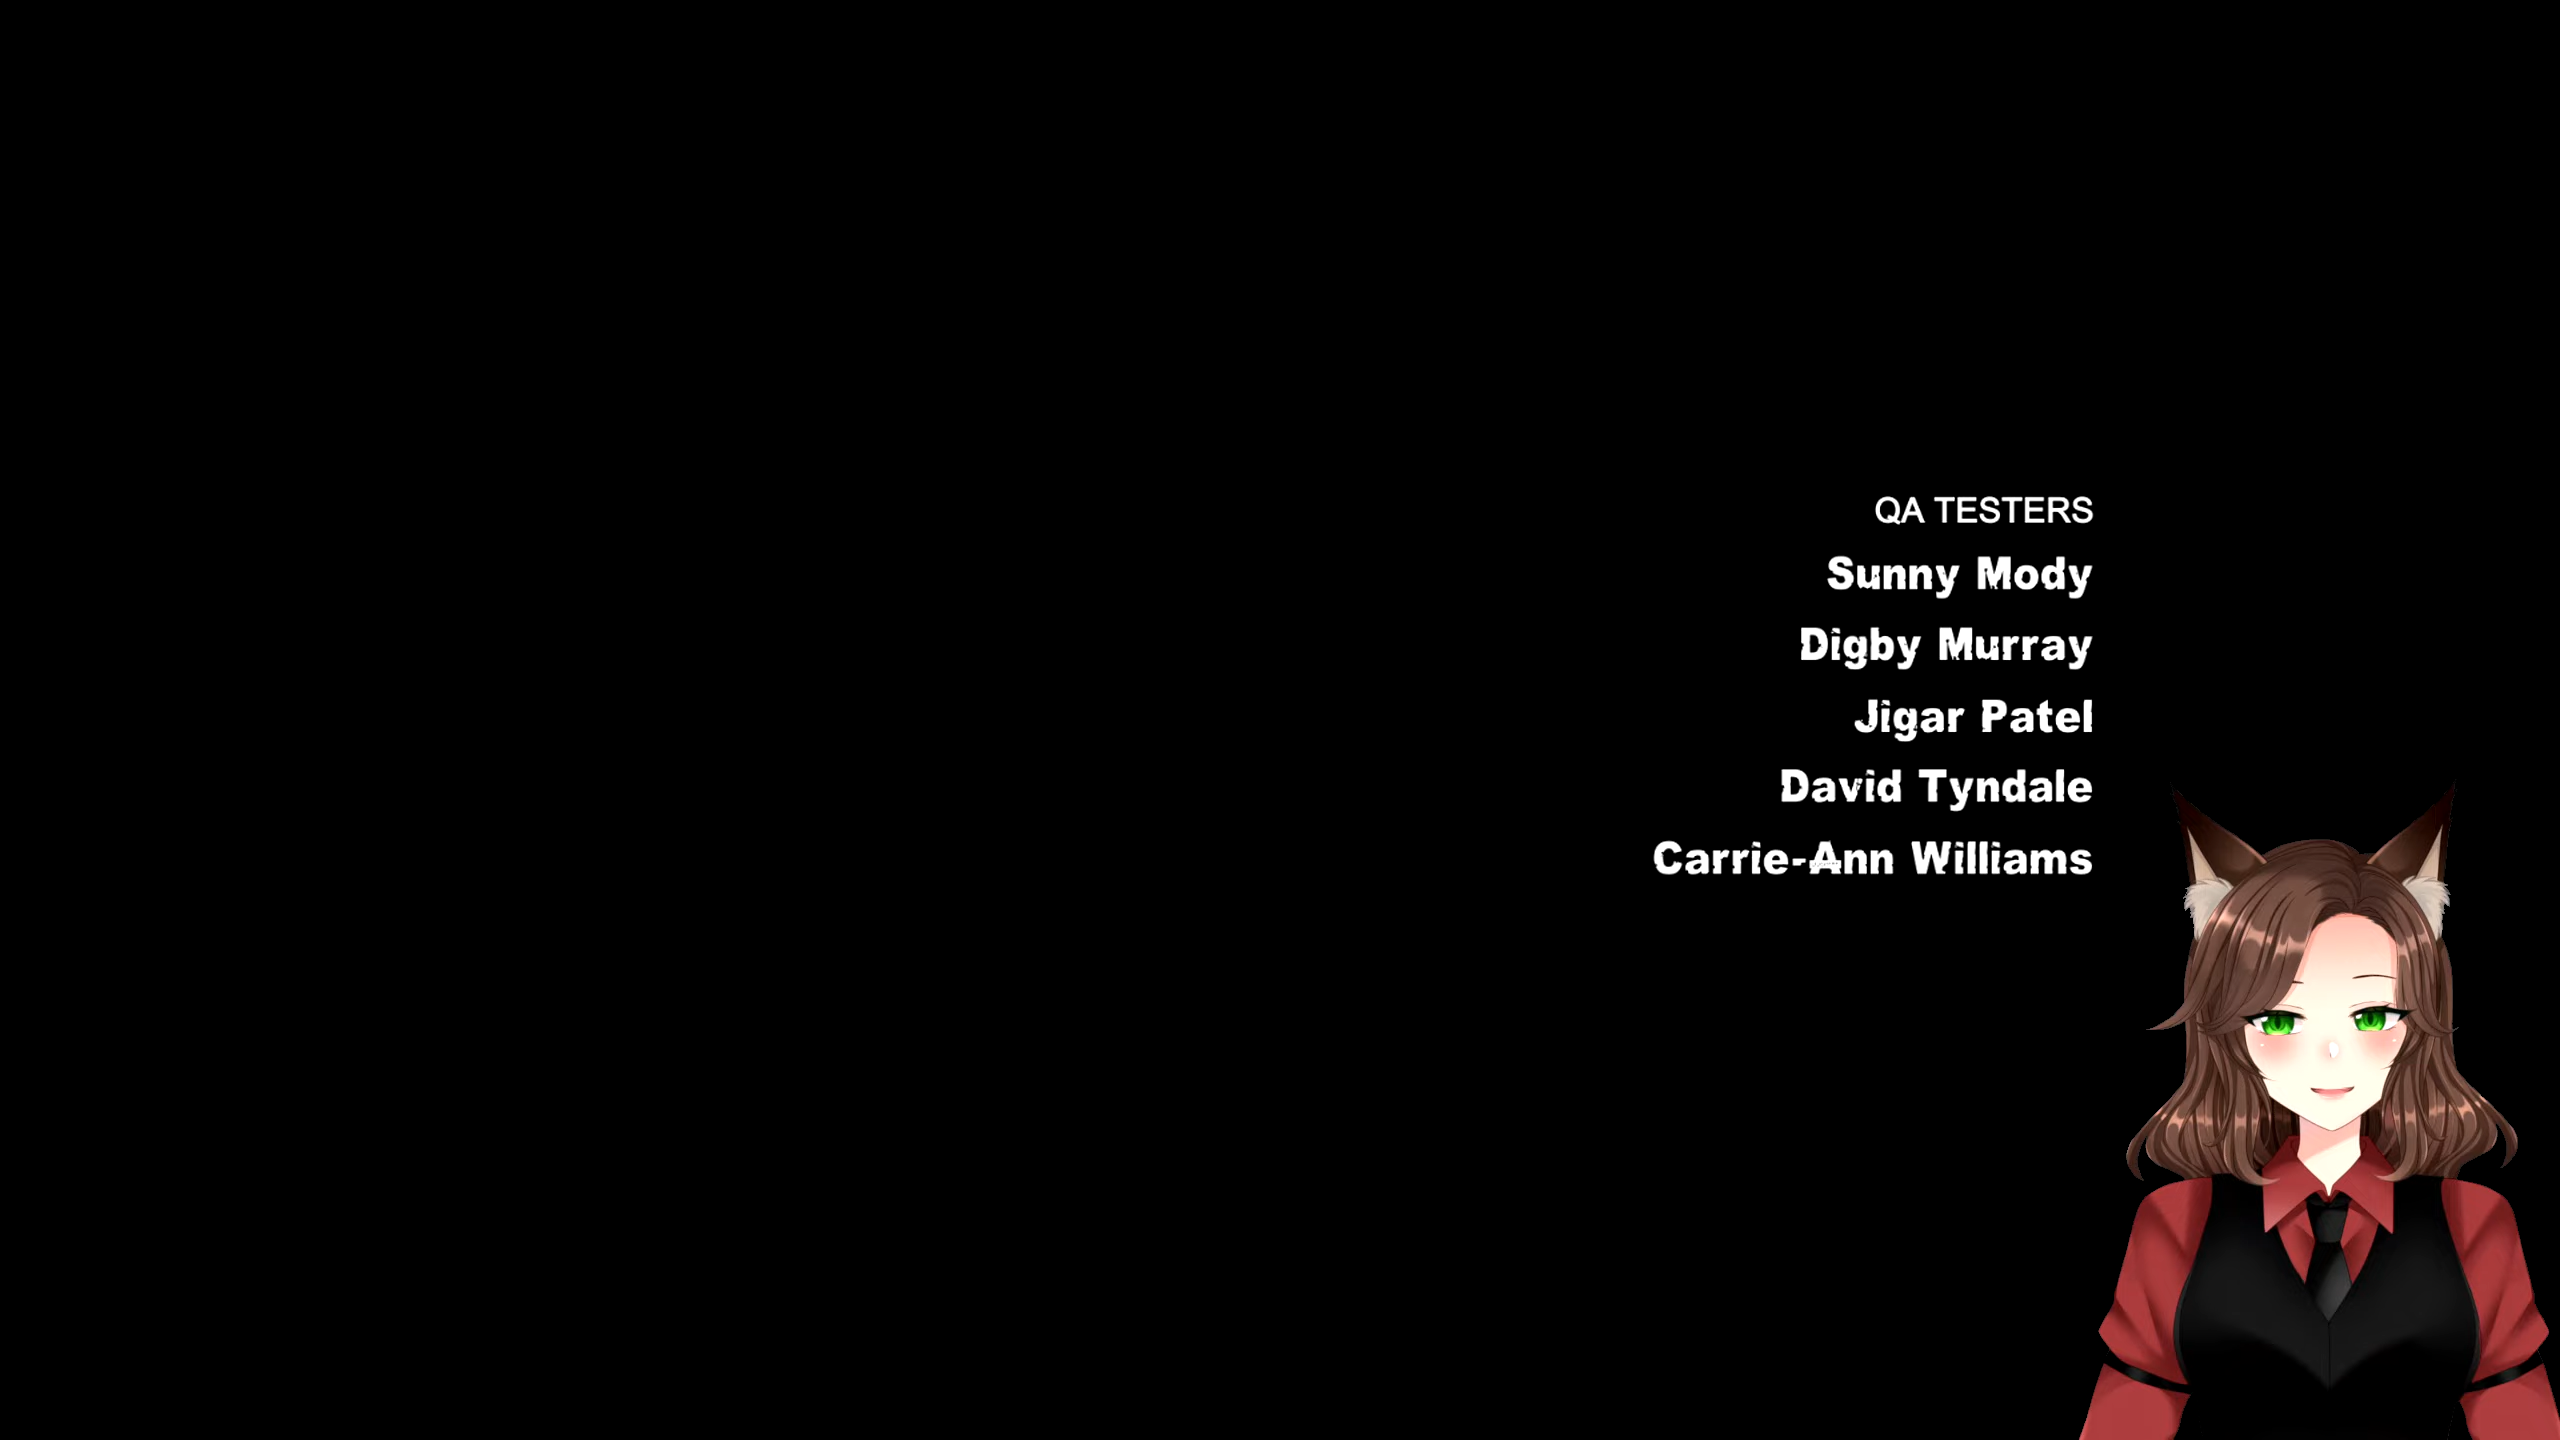 QA TESTERS
Sunny Mody
Digby Murray
Jigar Patel
David Tyndale
Carrie-Ann Williams